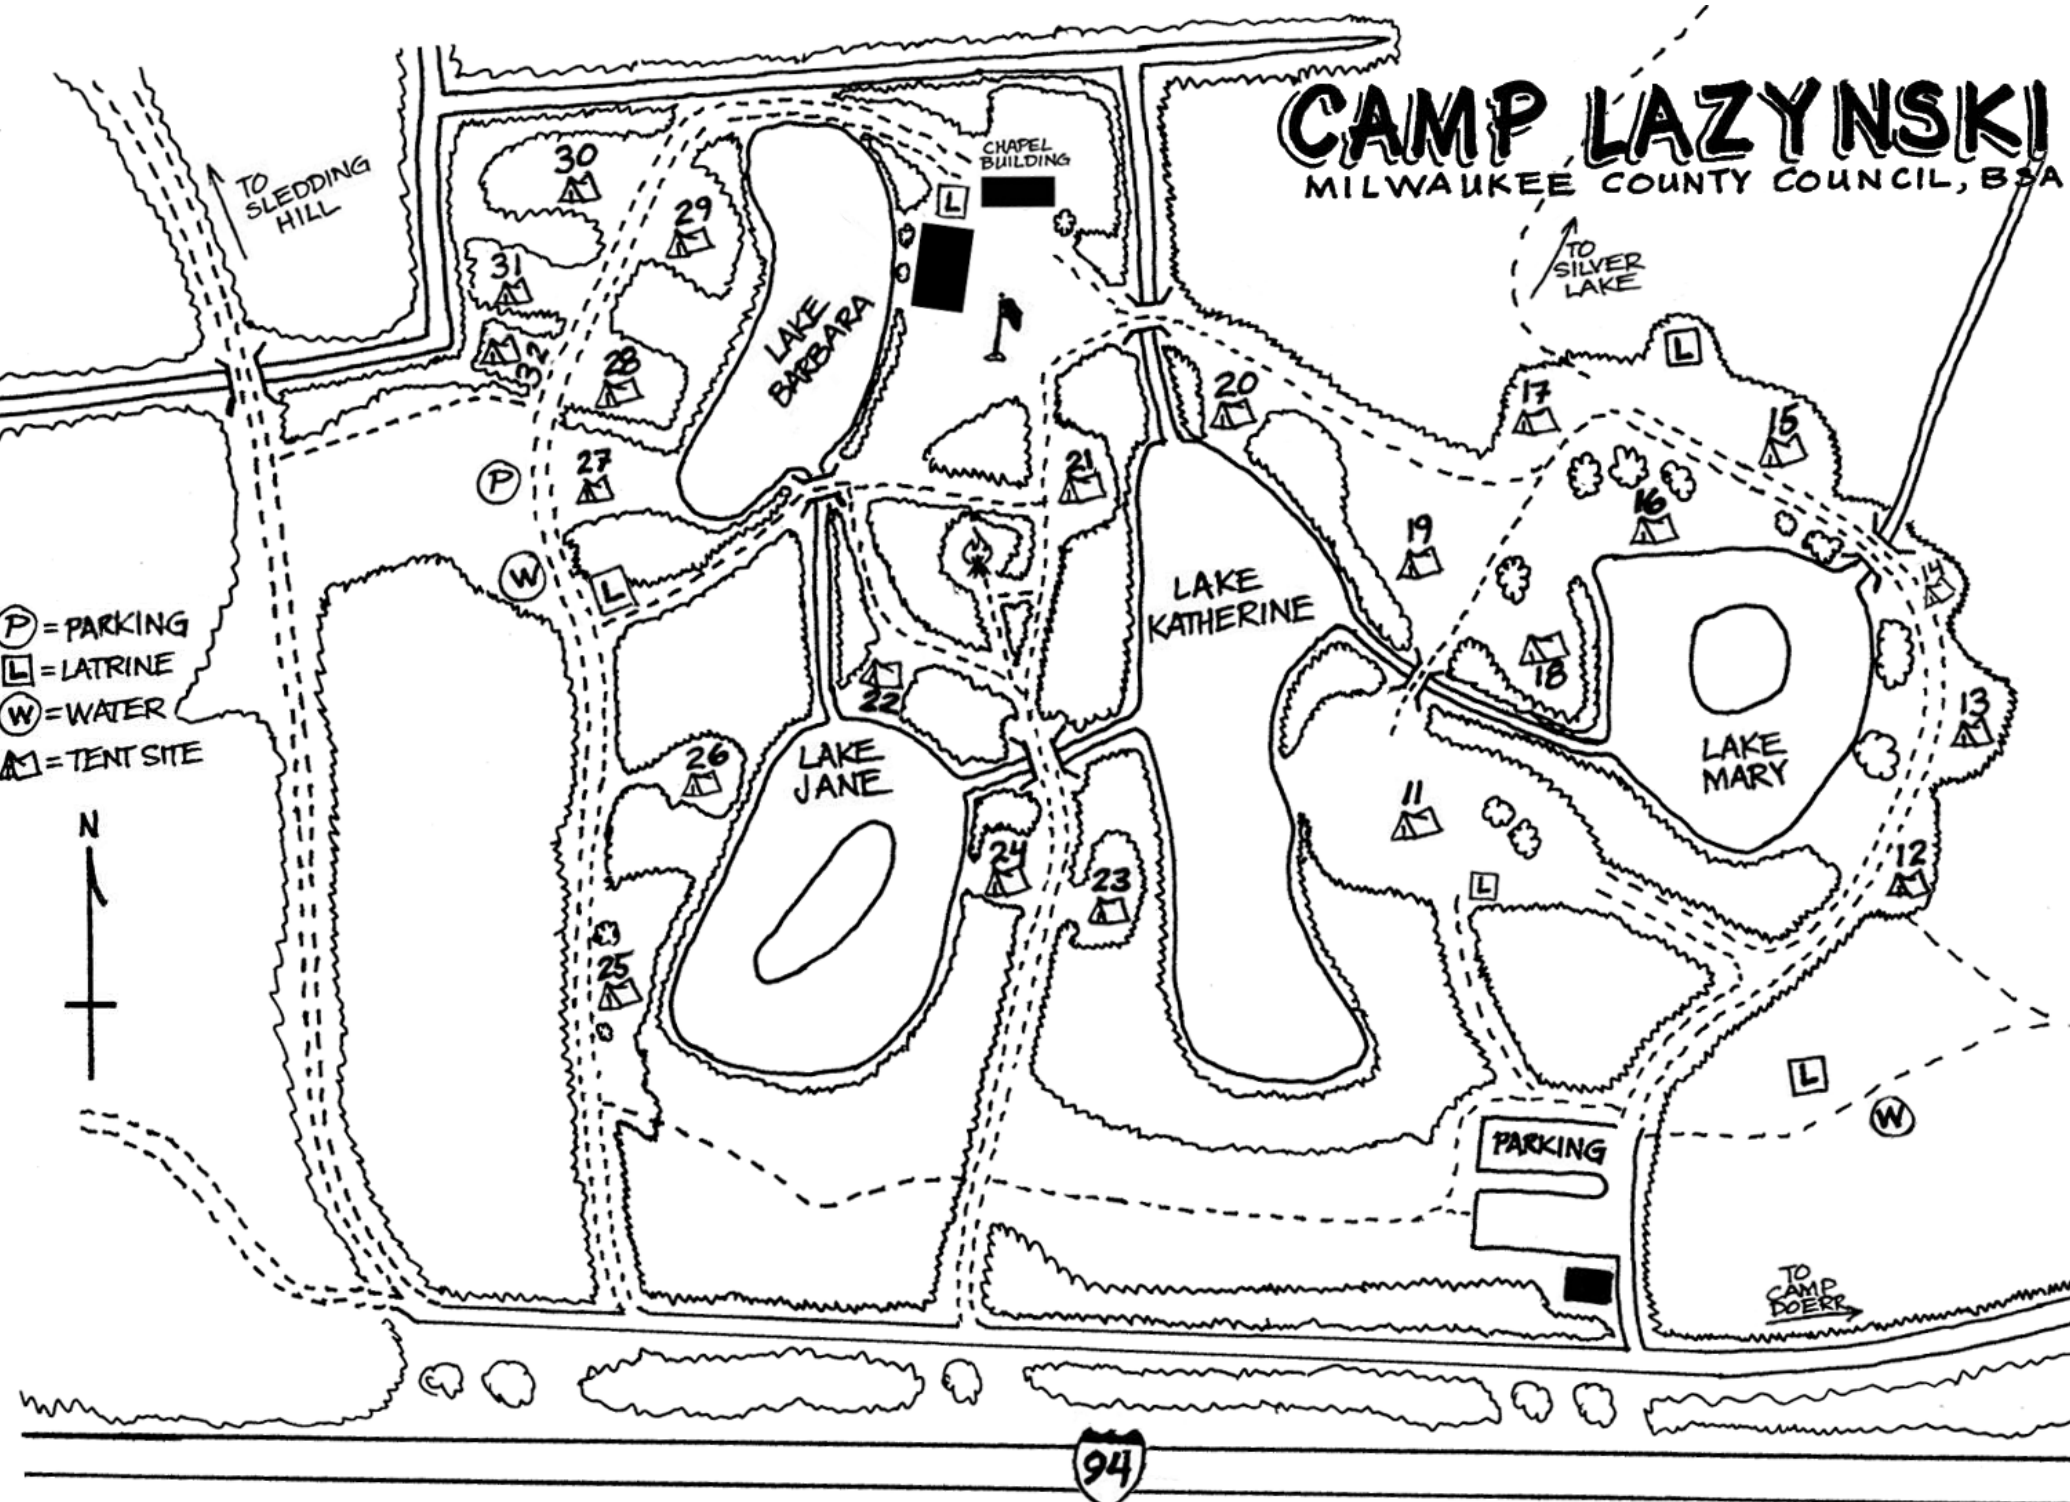 CAMP LAZYNSKI
MILWAUKEE COUNTY COUNCIL, BSA
TO
SLEDDING
HILL
CHAPEL
BUILDING
L
TO
SILVER
LAKE
30
29
31
32
28
LAKE
BARBARA
20
17
L
15
P
27
21
16
19
W
L
LAKE
KATHERINE
14
18
P = PARKING
L = LATRINE
W = WATER
= TENT SITE
22
13
26
LAKE
JANE
LAKE
MARY
11
N
24
23
12
L
25
L
W
PARKING
TO
CAMP
DOERR
94